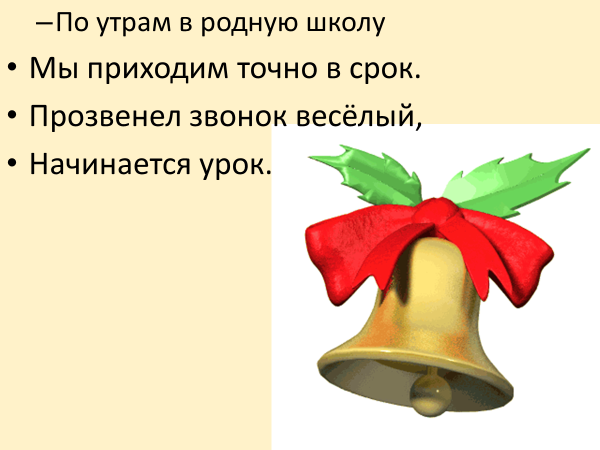 –По утрам в родную школу
• Мы приходим точно в срок.
• Прозвенел звонок весёлый,
• Начинается урок.